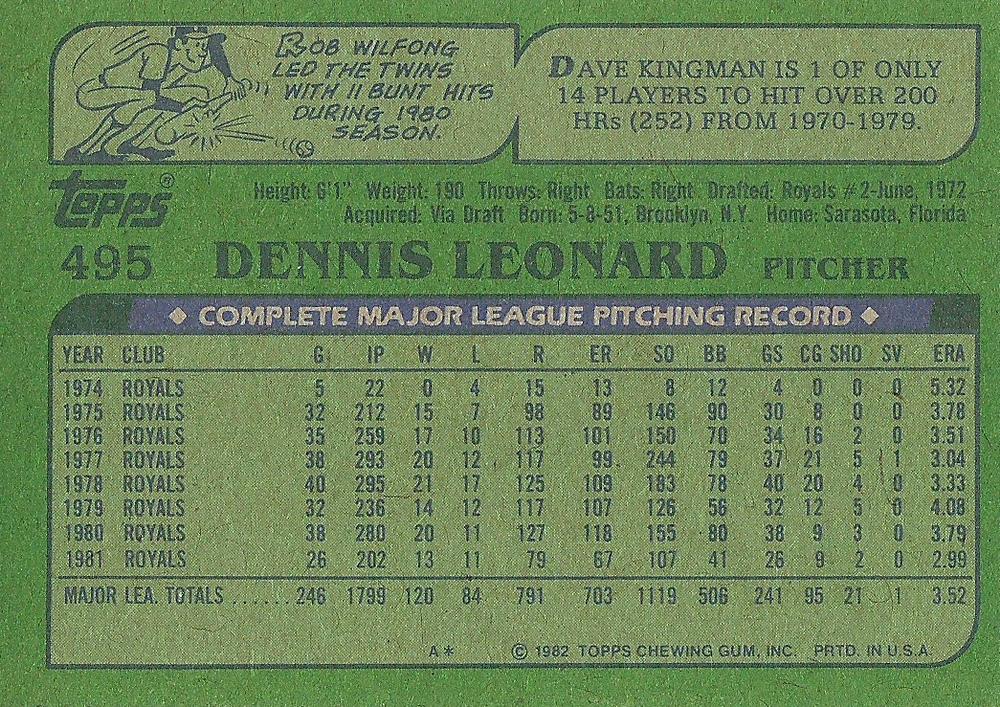 BOB WILFONG
LED THE TWINS
WITH 11 BUNT HITS
DURING 1980
SEASON.
DAVE KINGMAN IS 1 OF ONLY
14 PLAYERS TO HIT OVER 200
HRs (252) FROM 1970-1979.
Topps®
Height: 6'1" Weight: 190 Throws: Right Bats: Right Drafted: Royals #2-June, 1972
Acquired: Via Draft Born: 5-8-51, Brooklyn, N.Y. Home: Sarasota, Florida
495 DENNIS LEONARD PITCHER
◆ COMPLETE MAJOR LEAGUE PITCHING RECORD ◆
YEAR CLUB G IP W L R ER SO BB GS CG SHO SV ERA
1974 ROYALS 5 22 0 4 15 13 8 12 4 0 0 0 5.32
1975 ROYALS 32 212 15 7 98 89 146 90 30 8 0 0 3.78
1976 ROYALS 35 259 17 10 113 101 150 70 34 16 2 0 3.51
1977 ROYALS 38 293 20 12 117 99 244 79 37 21 5 1 3.04
1978 ROYALS 40 295 21 17 125 109 183 78 40 20 4 0 3.33
1979 ROYALS 32 236 14 12 117 107 126 56 32 12 5 0 4.08
1980 ROYALS 38 280 20 11 127 118 155 80 38 9 3 0 3.79
1981 ROYALS 26 202 13 11 79 67 107 41 26 9 2 0 2.99
MAJOR LEA. TOTALS ...... 246 1799 120 84 791 703 1119 506 241 95 21 1 3.52
A* © 1982 TOPPS CHEWING GUM, INC. PRTD. IN U.S.A.